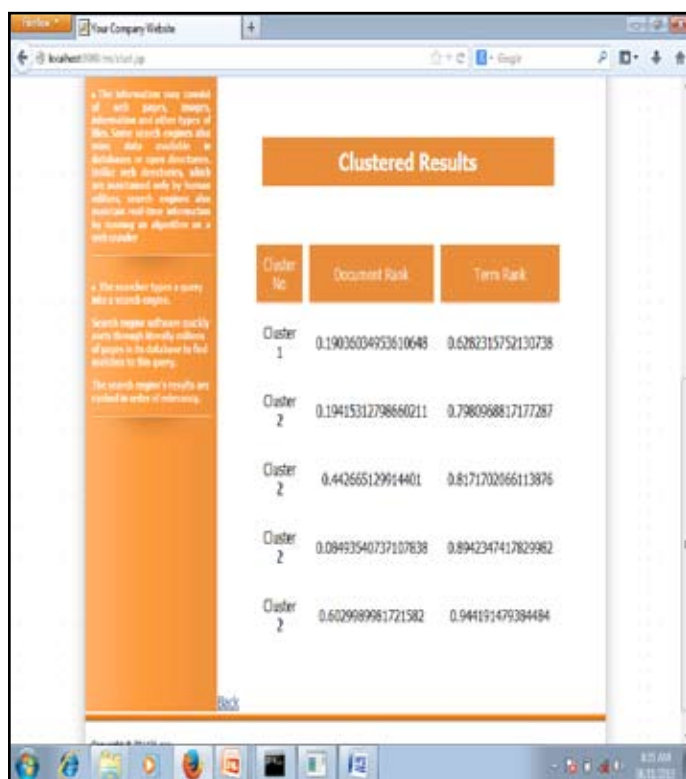 Firefox
Your Company Website
Google
• The information may consist
of web pages, images,
information and other types of
files. Some search engines also
mine data available in
databases or open directories.
Unlike web directories, which
are maintained only by human
editors, search engines also
maintain real-time information
by running an algorithm on a
web crawler
• The searcher types a query
into a search engine.
Search engine software quickly
sorts through literally millions
of pages in its database to find
matches to this query.
The search engine's results are
ranked in order of relevancy.
Clustered Results
Cluster No Document Rank Term Rank
Cluster 1 0.19036034953610648 0.6282315752130738
Cluster 2 0.19415312798660211 0.7980968817177287
Cluster 2 0.442665129914401 0.8171702066113876
Cluster 2 0.08493540737107838 0.8942347417829982
Cluster 2 0.6029989981721582 0.944191479384484
Back